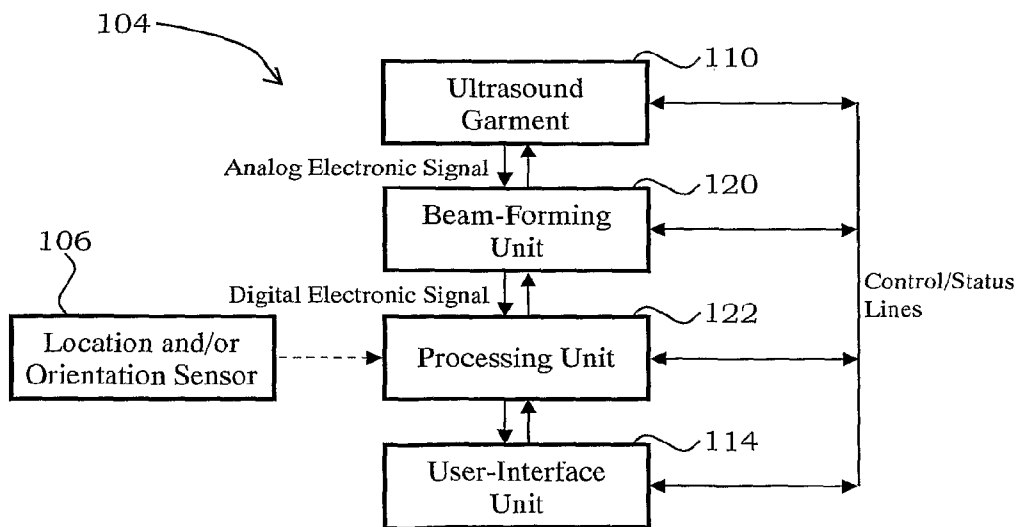 104
110
Ultrasound
Garment
Analog Electronic Signal
120
Beam-Forming
Unit
106
Digital Electronic Signal
Control/Status
Lines
122
Location and/or
Orientation Sensor
Processing Unit
114
User-Interface
Unit